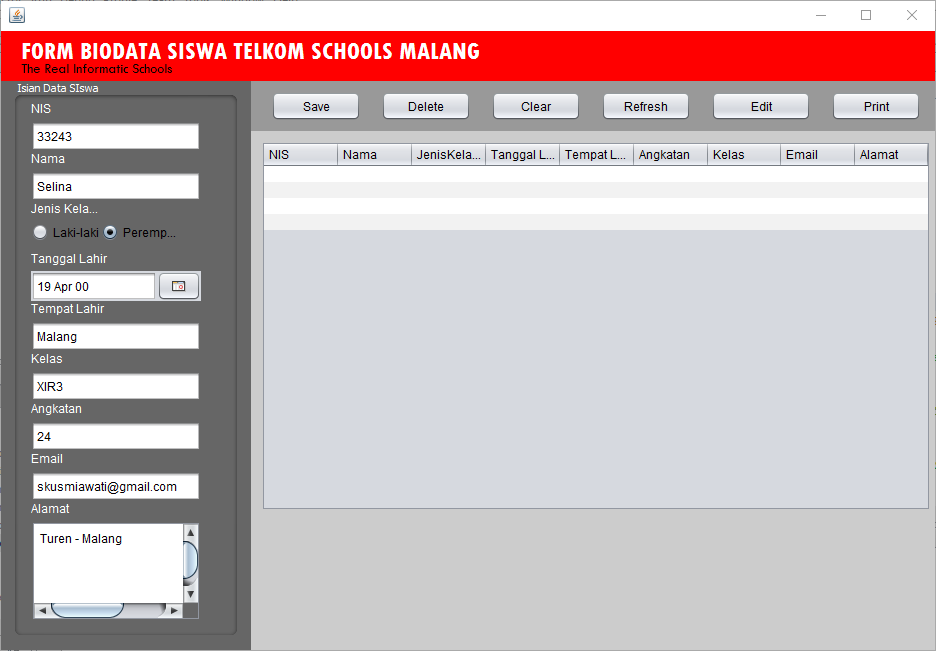 FORM BIODATA SISWA TELKOM SCHOOLS MALANG
The Real Informatic Schools
Isian Data SIswa
NIS
33243
Nama
Selina
Jenis Kela...
Laki-laki Peremp...
Tanggal Lahir
19 Apr 00
Tempat Lahir
Malang
Kelas
XIR3
Angkatan
24
Email
skusmiawati@gmail.com
Alamat
Turen - Malang
Save Delete Clear Refresh Edit Print
NIS Nama JenisKela... Tanggal L... Tempat L... Angkatan Kelas Email Alamat